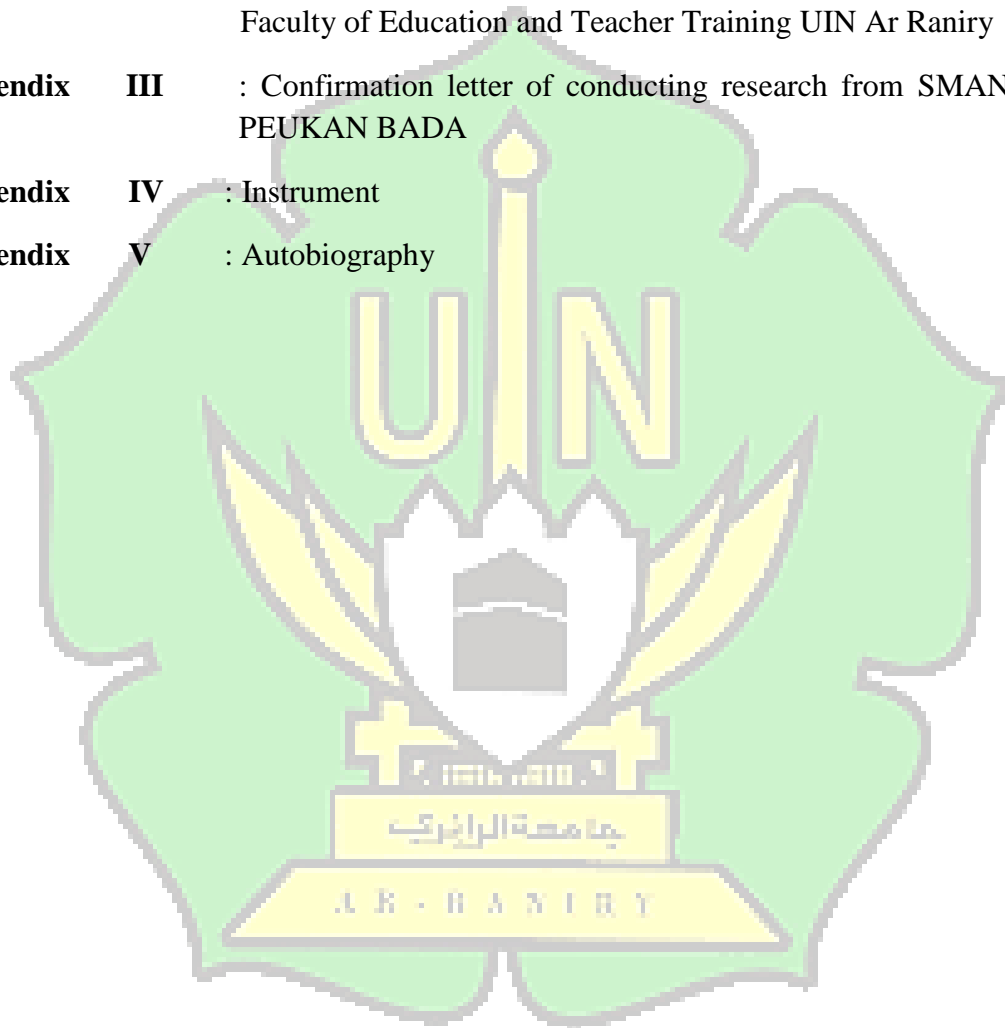 Faculty of Education and Teacher Training UIN Ar Raniry
endix III : Confirmation letter of conducting research from SMAN
PEUKAN BADA
endix IV : Instrument
endix V : Autobiography
UIN
جامعة الرانيري
AR-RANIRY